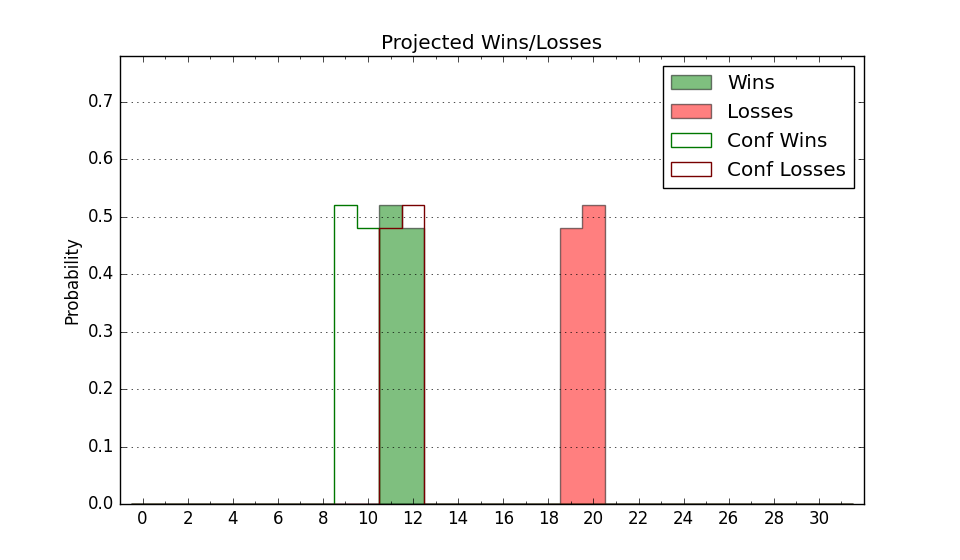 Projected Wins/Losses
Wins
Losses
Conf Wins
Conf Losses
Probability
0.7
0.6
0.5
0.4
0.3
0.2
0.1
0.0
0 2 4 6 8 10 12 14 16 18 20 22 24 26 28 30